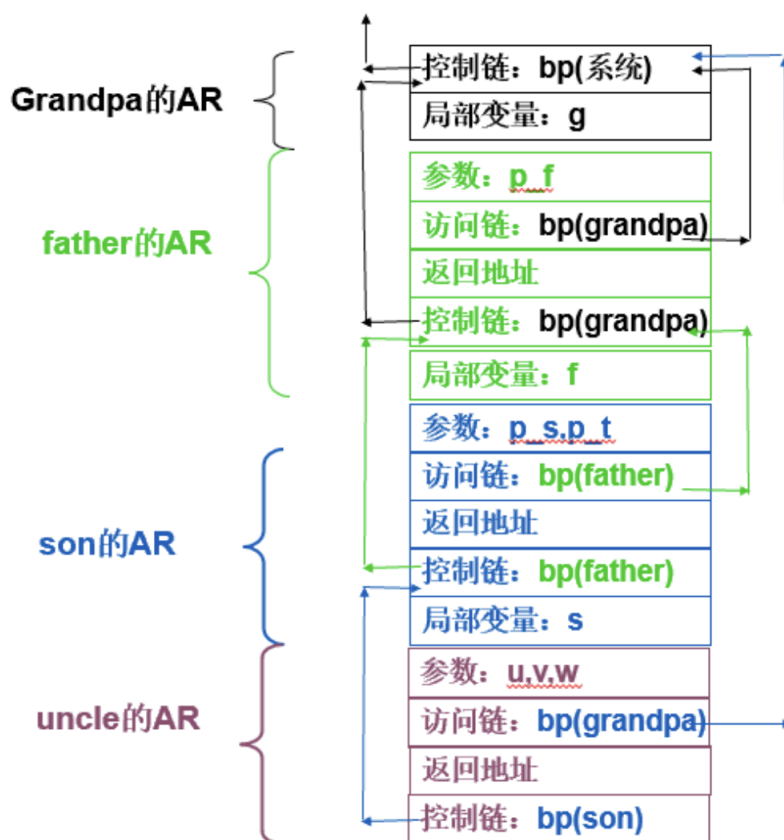 Grandpa的AR
控制链：bp(系统)
局部变量：g
father的AR
参数：p_f
访问链：bp(grandpa)
返回地址
控制链：bp(grandpa)
局部变量：f
son的AR
参数：p_s,p_t
访问链：bp(father)
返回地址
控制链：bp(father)
局部变量：s
uncle的AR
参数：u,v,w
访问链：bp(grandpa)
返回地址
控制链：bp(son)